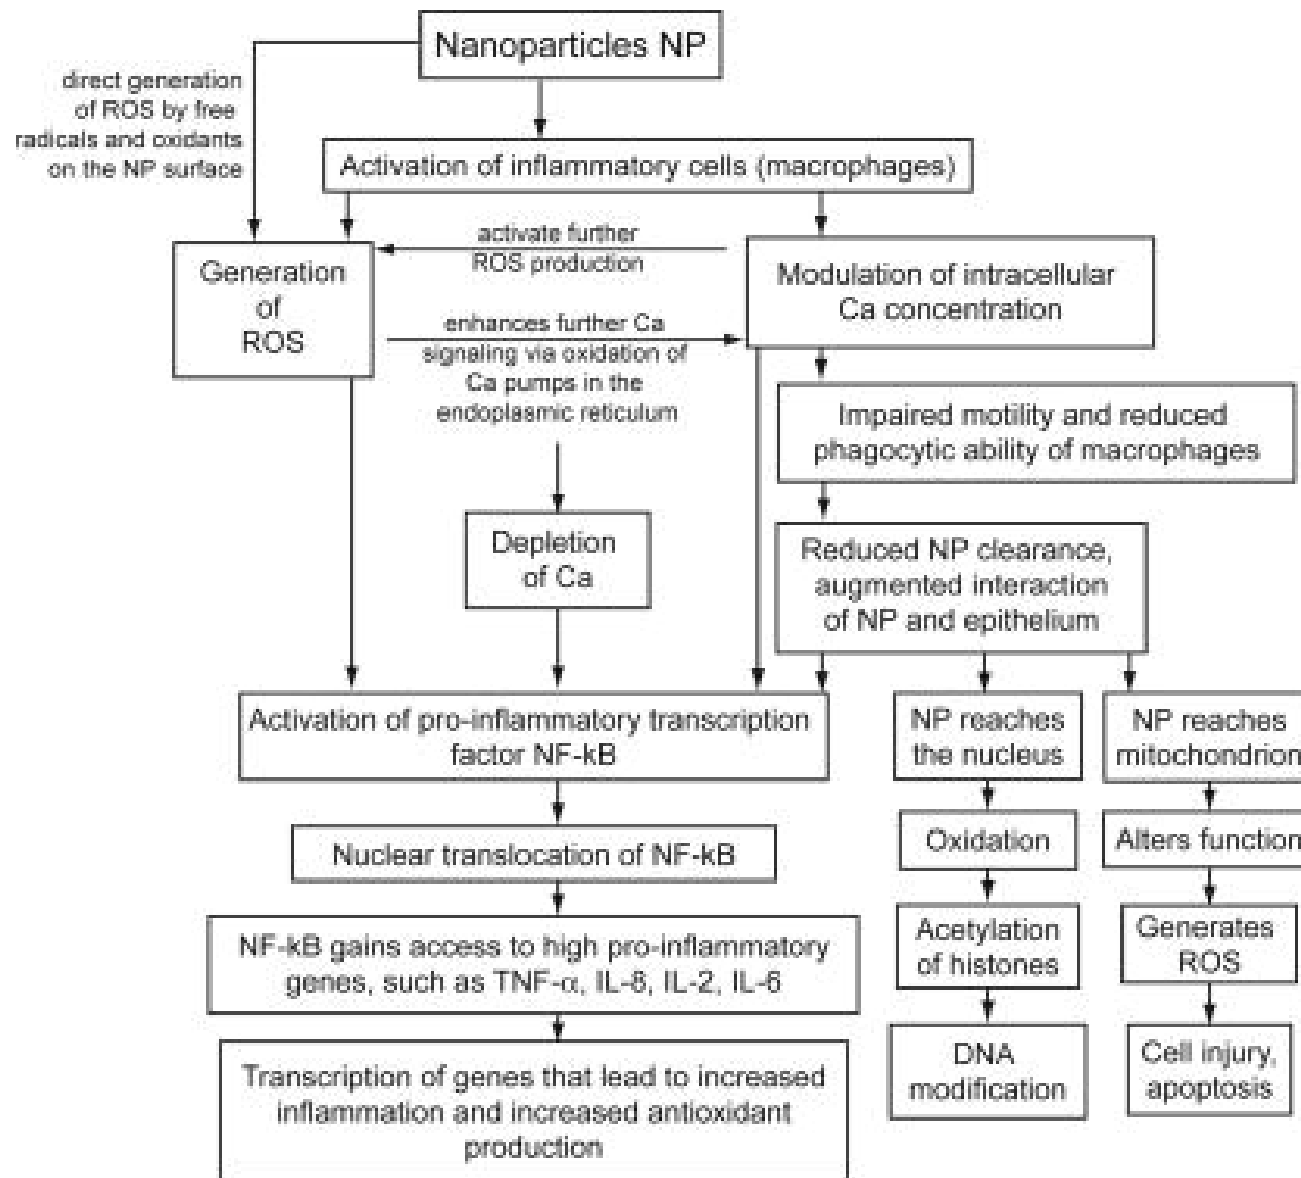 Nanoparticles NP
direct generation
of ROS by free
radicals and oxidants
on the NP surface
Activation of inflammatory cells (macrophages)
activate further
ROS production
Generation
of
ROS
Modulation of intracellular
Ca concentration
enhances further Ca
signaling via oxidation of
Ca pumps in the
endoplasmic reticulum
Impaired motility and reduced
phagocytic ability of macrophages
Depletion
of Ca
Reduced NP clearance,
augmented interaction
of NP and epithelium
Activation of pro-inflammatory transcription
factor NF-kB
NP reaches
the nucleus
NP reaches
mitochondrion
Nuclear translocation of NF-kB
Oxidation
Alters function
NF-kB gains access to high pro-inflammatory
genes, such as TNF-α, IL-8, IL-2, IL-6
Acetylation
of histones
Generates
ROS
Transcription of genes that lead to increased
inflammation and increased antioxidant
production
DNA
modification
Cell injury,
apoptosis